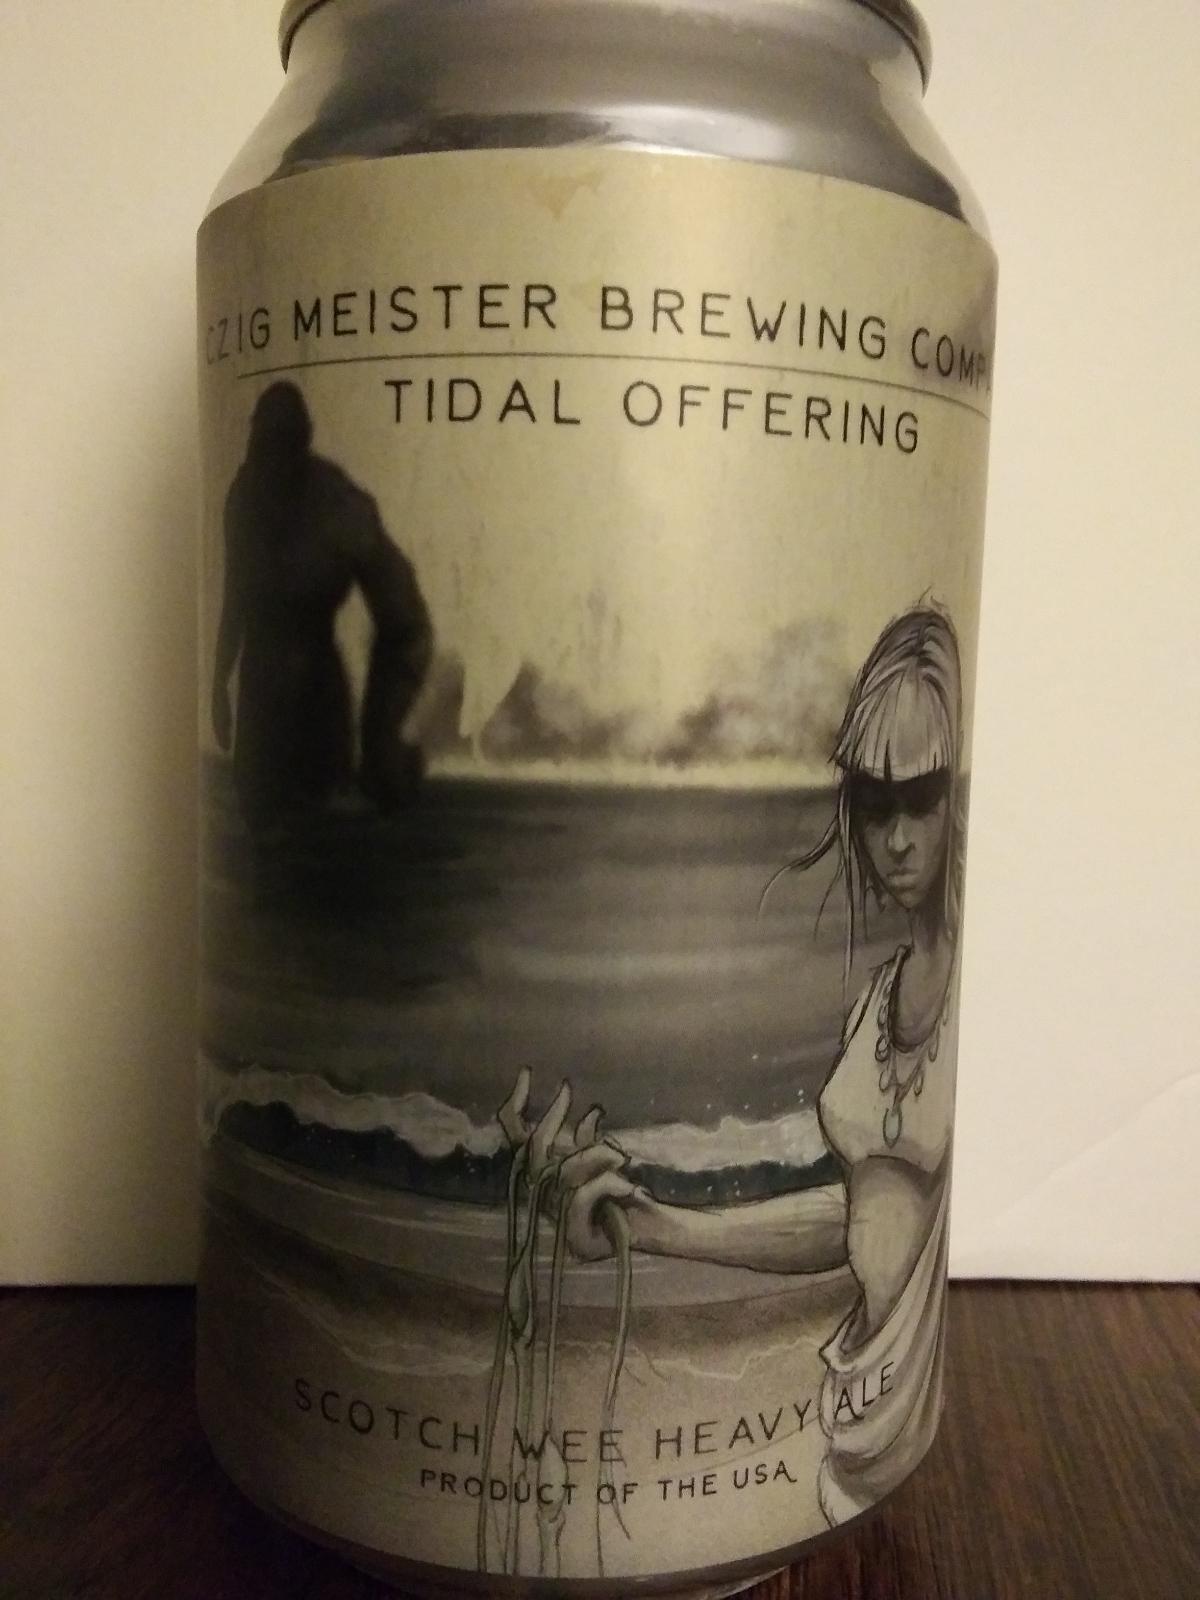 CZIG MEISTER BREWING COMP
TIDAL OFFERING
SCOTCH WEE HEAVY ALE
PRODUCT OF THE USA